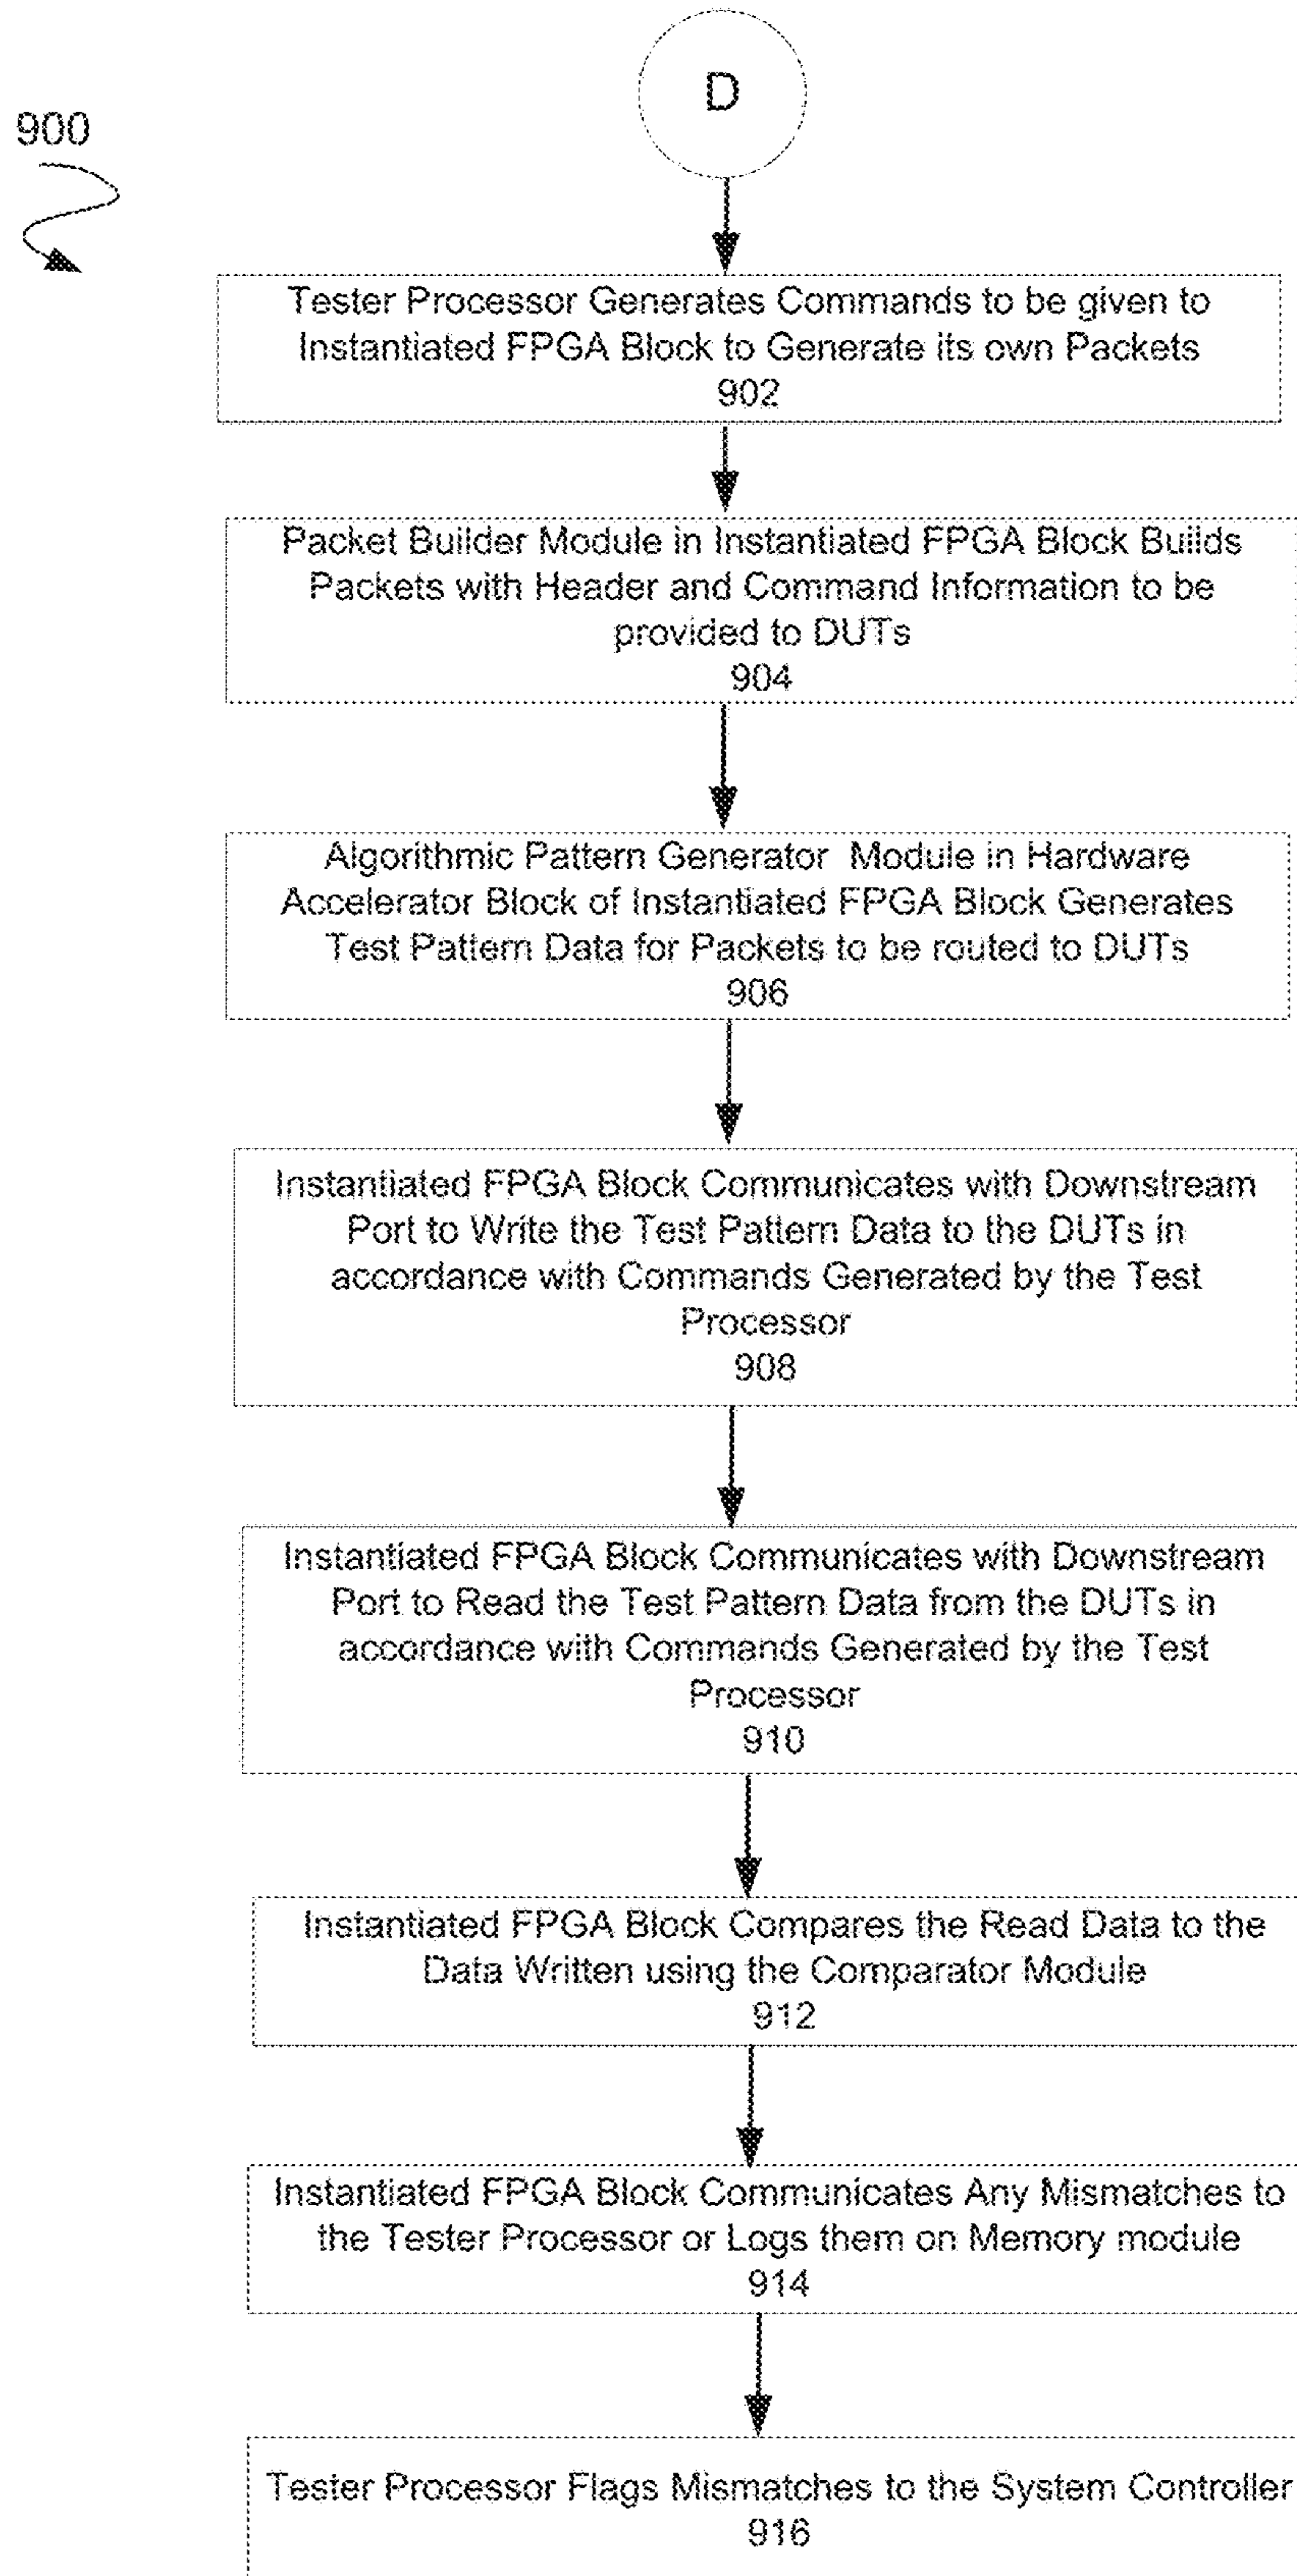 D
900
Tester Processor Generates Commands to be given to
Instantiated FPGA Block to Generate its own Packets
902
Packet Builder Module in Instantiated FPGA Block Builds
Packets with Header and Command Information to be
provided to DUTs
904
Algorithmic Pattern Generator Module in Hardware
Accelerator Block of Instantiated FPGA Block Generates
Test Pattern Data for Packets to be routed to DUTs
906
Instantiated FPGA Block Communicates with Downstream
Port to Write the Test Pattern Data to the DUTs in
accordance with Commands Generated by the Test
Processor
908
Instantiated FPGA Block Communicates with Downstream
Port to Read the Test Pattern Data from the DUTs in
accordance with Commands Generated by the Test
Processor
910
Instantiated FPGA Block Compares the Read Data to the
Data Written using the Comparator Module
912
Instantiated FPGA Block Communicates Any Mismatches to
the Tester Processor or Logs them on Memory module
914
Tester Processor Flags Mismatches to the System Controller
916